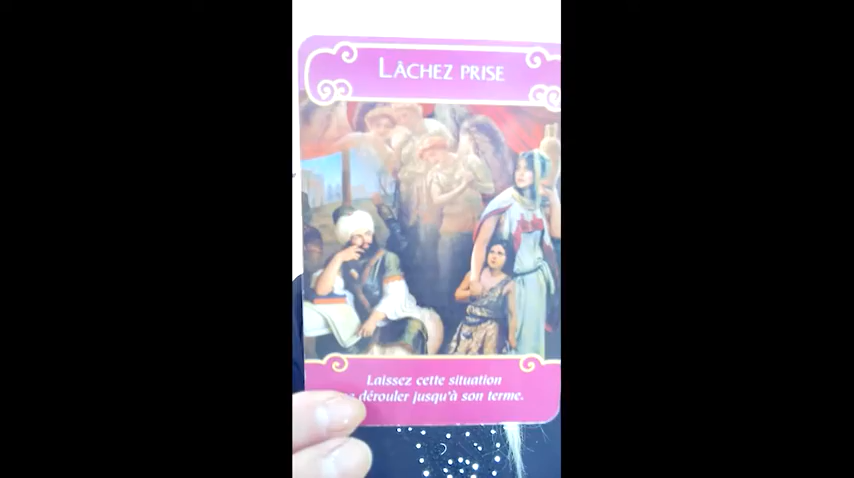 LÂCHEZ PRISE
Laissez cette situation
dérouler jusqu'à son terme.